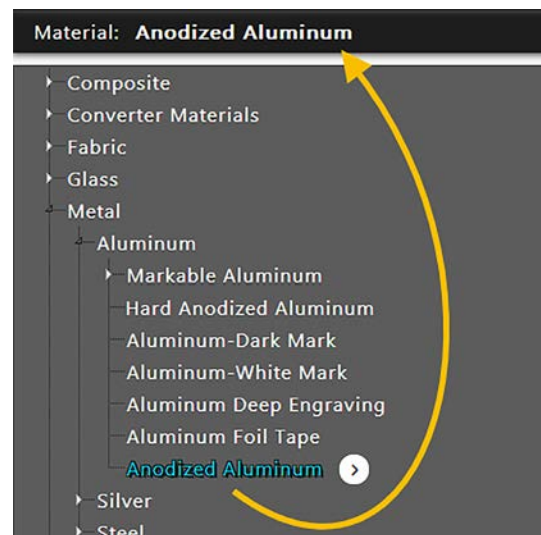 Material: Anodized Aluminum
Composite
Converter Materials
Fabric
Glass
Metal
Aluminum
Markable Aluminum
Hard Anodized Aluminum
Aluminum-Dark Mark
Aluminum-White Mark
Aluminum Deep Engraving
Aluminum Foil Tape
Anodized Aluminum
Silver
Steel